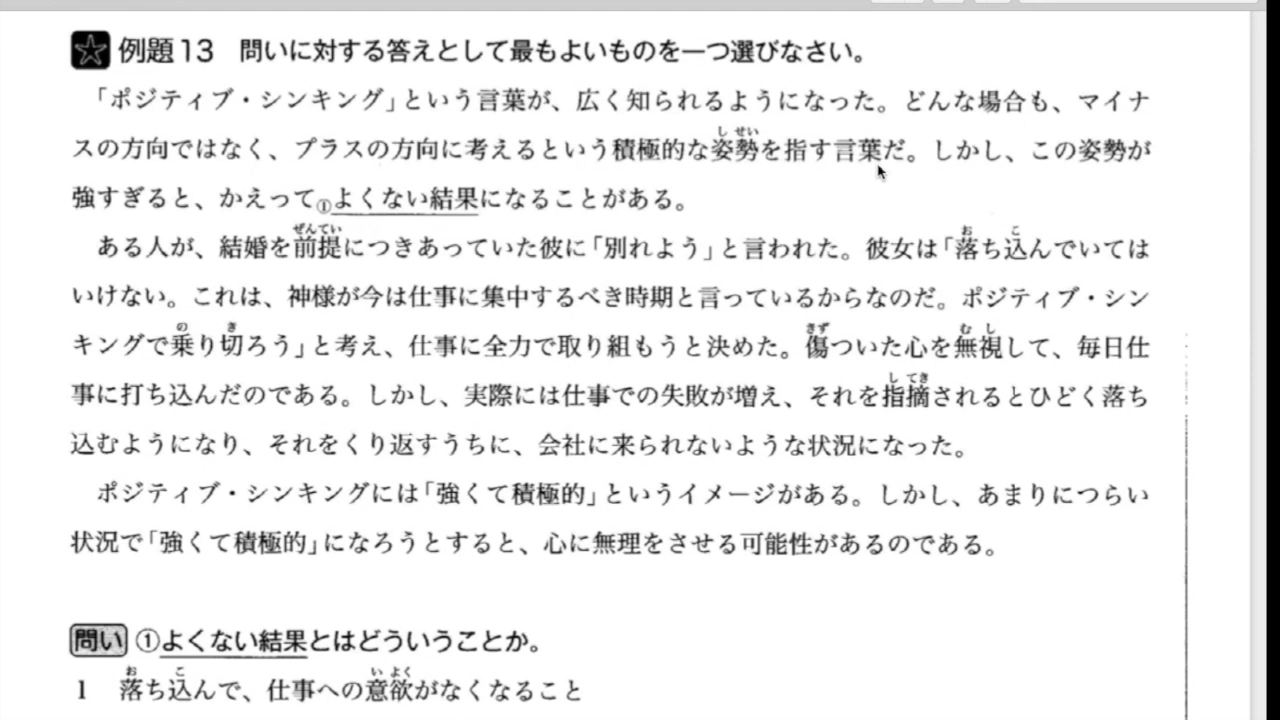 ☆ 例題13 問いに対する答えとして最もよいものを一つ選びなさい。
「ポジティブ・シンキング」という言葉が、広く知られるようになった。どんな場合も、マイナ
スの方向ではなく、プラスの方向に考えるという積極的な姿勢を指す言葉だ。しかし、この姿勢が
強すぎると、かえって①よくない結果になることがある。
ある人が、結婚を前提につきあっていた彼に「別れよう」と言われた。彼女は「落ち込んでいては
いけない。これは、神様が今は仕事に集中するべき時期と言っているからなのだ。ポジティブ・シン
キングで乗り切ろう」と考え、仕事に全力で取り組もうと決めた。傷ついた心を無視して、毎日仕
事に打ち込んだのである。しかし、実際には仕事での失敗が増え、それを指摘されるとひどく落ち
込むようになり、それをくり返すうちに、会社に来られないような状況になった。
ポジティブ・シンキングには「強くて積極的」というイメージがある。しかし、あまりにつらい
状況で「強くて積極的」になろうとすると、心に無理をさせる可能性があるのである。
問い ①よくない結果とはどういうことか。
1 落ち込んで、仕事への意欲がなくなること